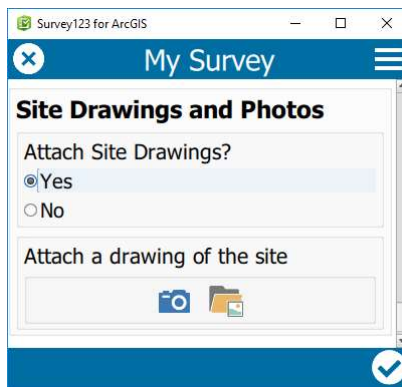 Survey123 for ArcGIS
My Survey
Site Drawings and Photos
Attach Site Drawings?
Yes
No
Attach a drawing of the site